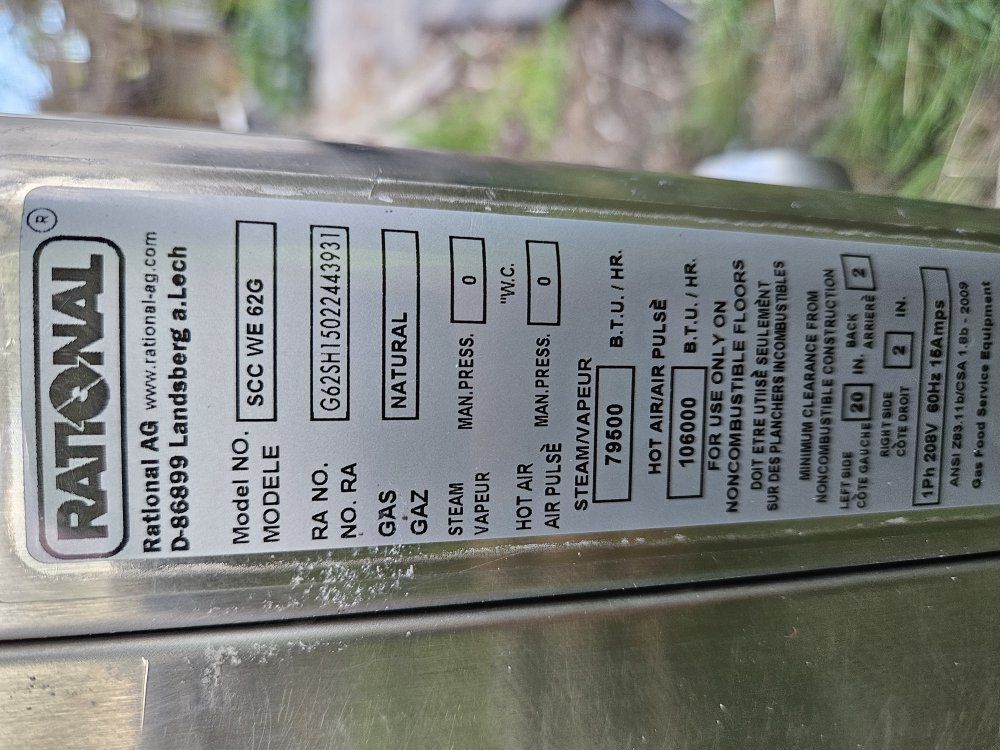 RATIONAL ®
Rational AG www.rational-ag.com
D-86899 Landsberg a.Lech
Model NO. SCC WE 62G
MODELE
RA NO. G62SH15022443931
NO. RA
GAS NATURAL
GAZ
STEAM MAN.PRESS. 0
VAPEUR
"W.C.
HOT AIR MAN.PRESS. 0
AIR PULSÈ
STEAM/VAPEUR
79500 B.T.U. / HR.
HOT AIR/AIR PULSÈ
106000 B.T.U. / HR.
FOR USE ONLY ON
NONCOMBUSTIBLE FLOORS
DOIT ETRE UTISÈ SEULEMÈNT
SUR DES PLANCHERS INCOMBUSTIBLES
MINIMUM CLEARANCE FROM
NONCOMBUSTIBLE CONSTRUCTION
LEFT SIDE 20 IN. BACK 2
CÔTE GAUCHE ARRIERÈ
RIGHT SIDE 2 IN.
CÔTE DROIT
1Ph 208V 60Hz 15Amps
ANSI Z83.11b/CSA 1.8b - 2009
Gas Food Service Equipment